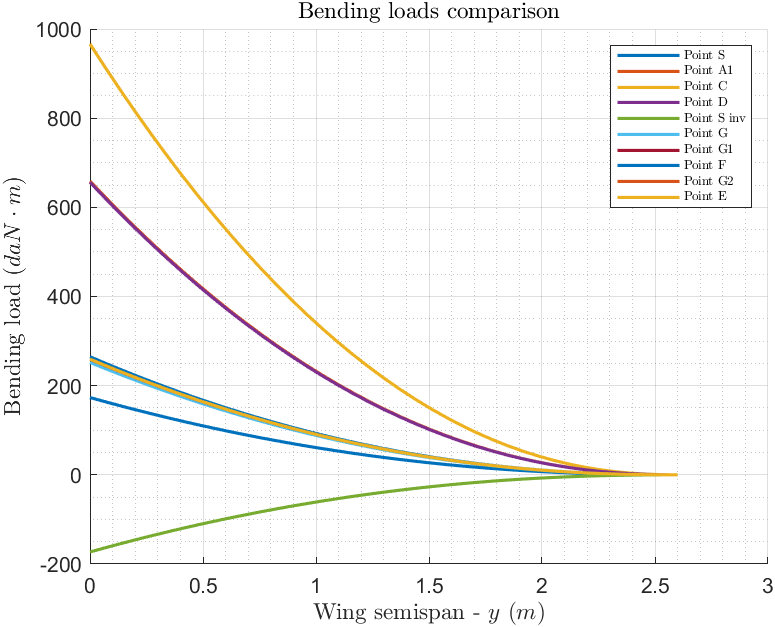 Bending loads comparison
1000
800
600
400
200
0
-200
Bending load (daN · m)
Point S
Point A1
Point C
Point D
Point S inv
Point G
Point G1
Point F
Point G2
Point E
0 0.5 1 1.5 2 2.5 3
Wing semispan - y (m)